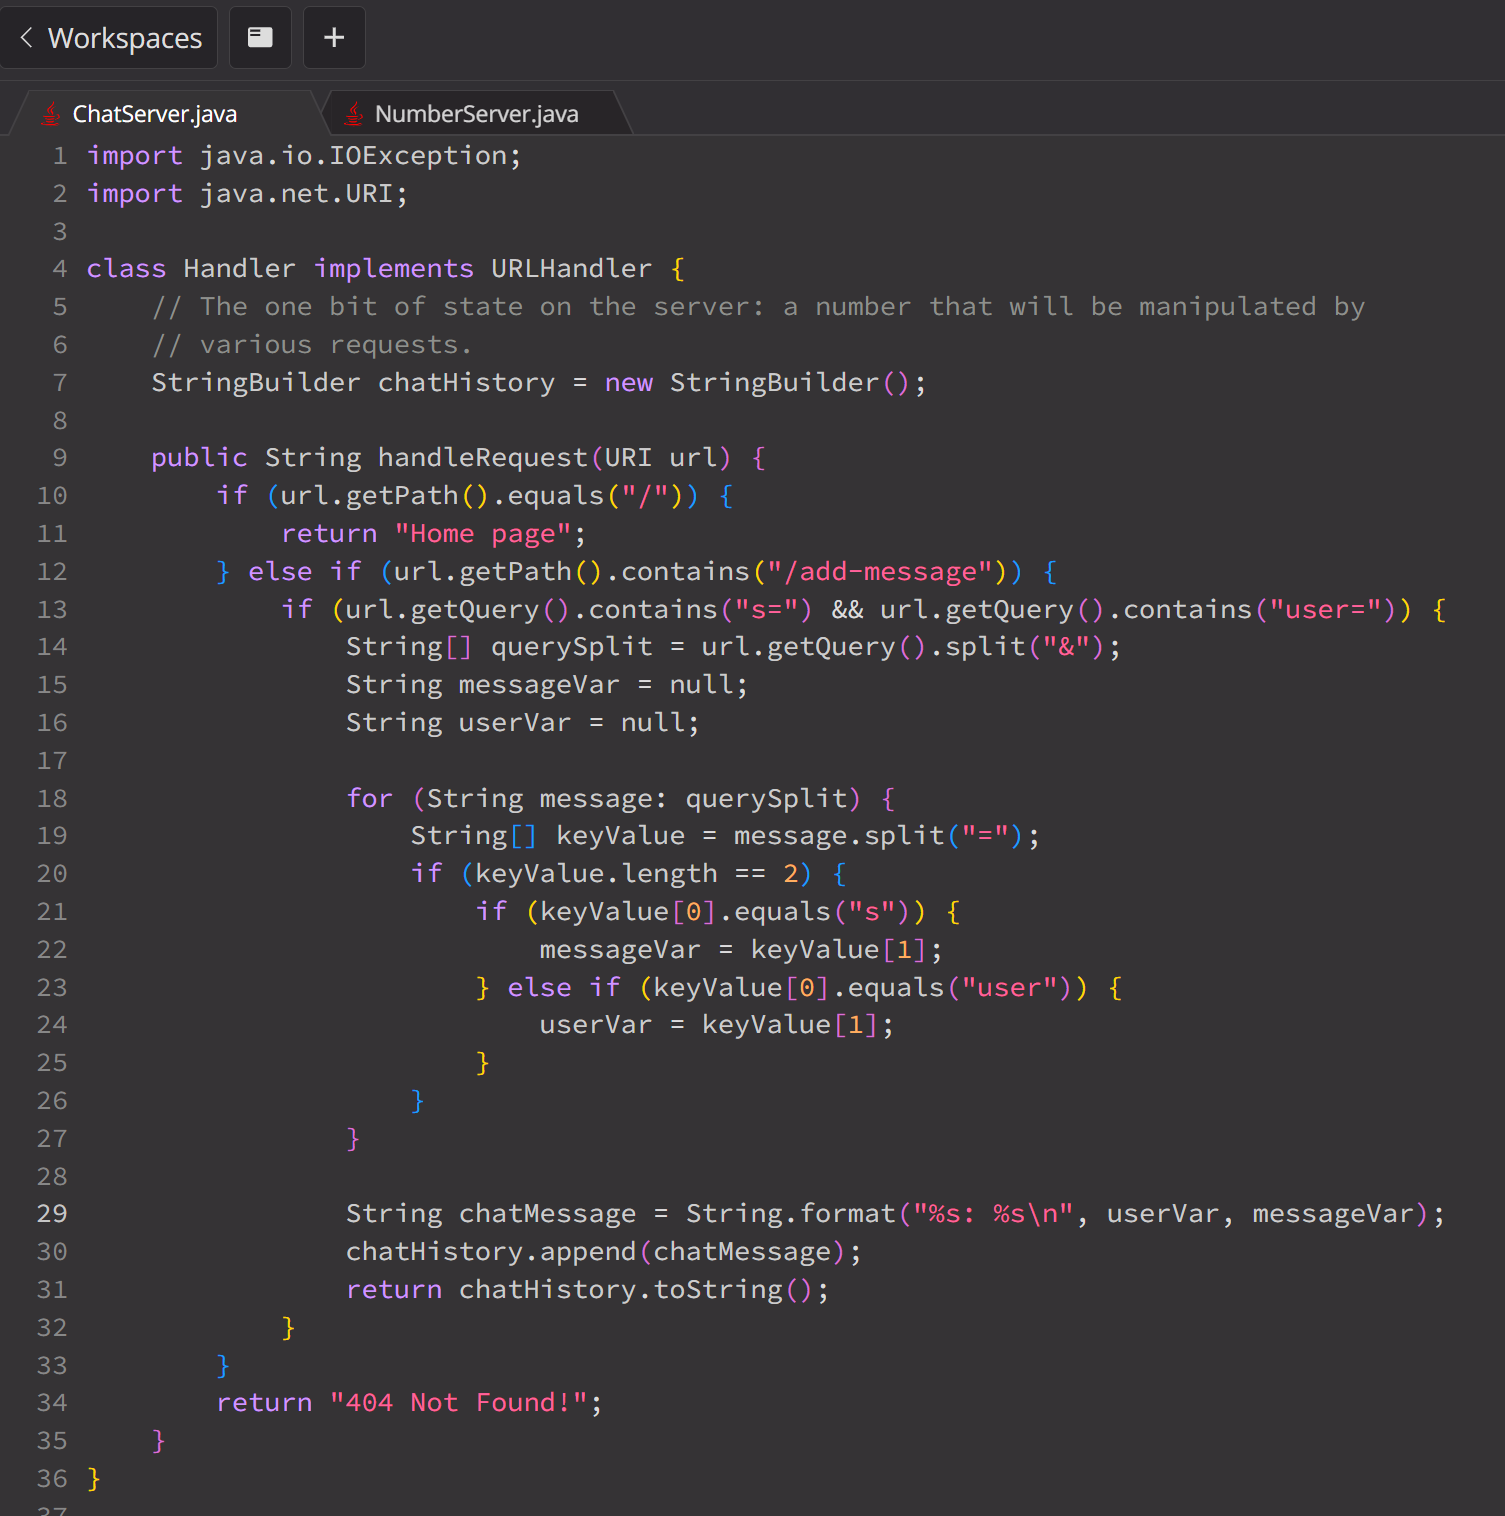 Workspaces
ChatServer.java
NumberServer.java
1 import java.io.IOException;
2 import java.net.URI;
3
4 class Handler implements URLHandler {
5     // The one bit of state on the server: a number that will be manipulated by
6     // various requests.
7     StringBuilder chatHistory = new StringBuilder();
8
9     public String handleRequest(URI url) {
10         if (url.getPath().equals("/")) {
11             return "Home page";
12         } else if (url.getPath().contains("/add-message")) {
13             if (url.getQuery().contains("s=") && url.getQuery().contains("user=")) {
14                 String[] querySplit = url.getQuery().split("&");
15                 String messageVar = null;
16                 String userVar = null;
17
18                 for (String message: querySplit) {
19                     String[] keyValue = message.split("=");
20                     if (keyValue.length == 2) {
21                         if (keyValue[0].equals("s")) {
22                             messageVar = keyValue[1];
23                         } else if (keyValue[0].equals("user")) {
24                             userVar = keyValue[1];
25                         }
26                     }
27                 }
28
29                 String chatMessage = String.format("%s: %s\n", userVar, messageVar);
30                 chatHistory.append(chatMessage);
31                 return chatHistory.toString();
32             }
33         }
34         return "404 Not Found!";
35     }
36 }
37